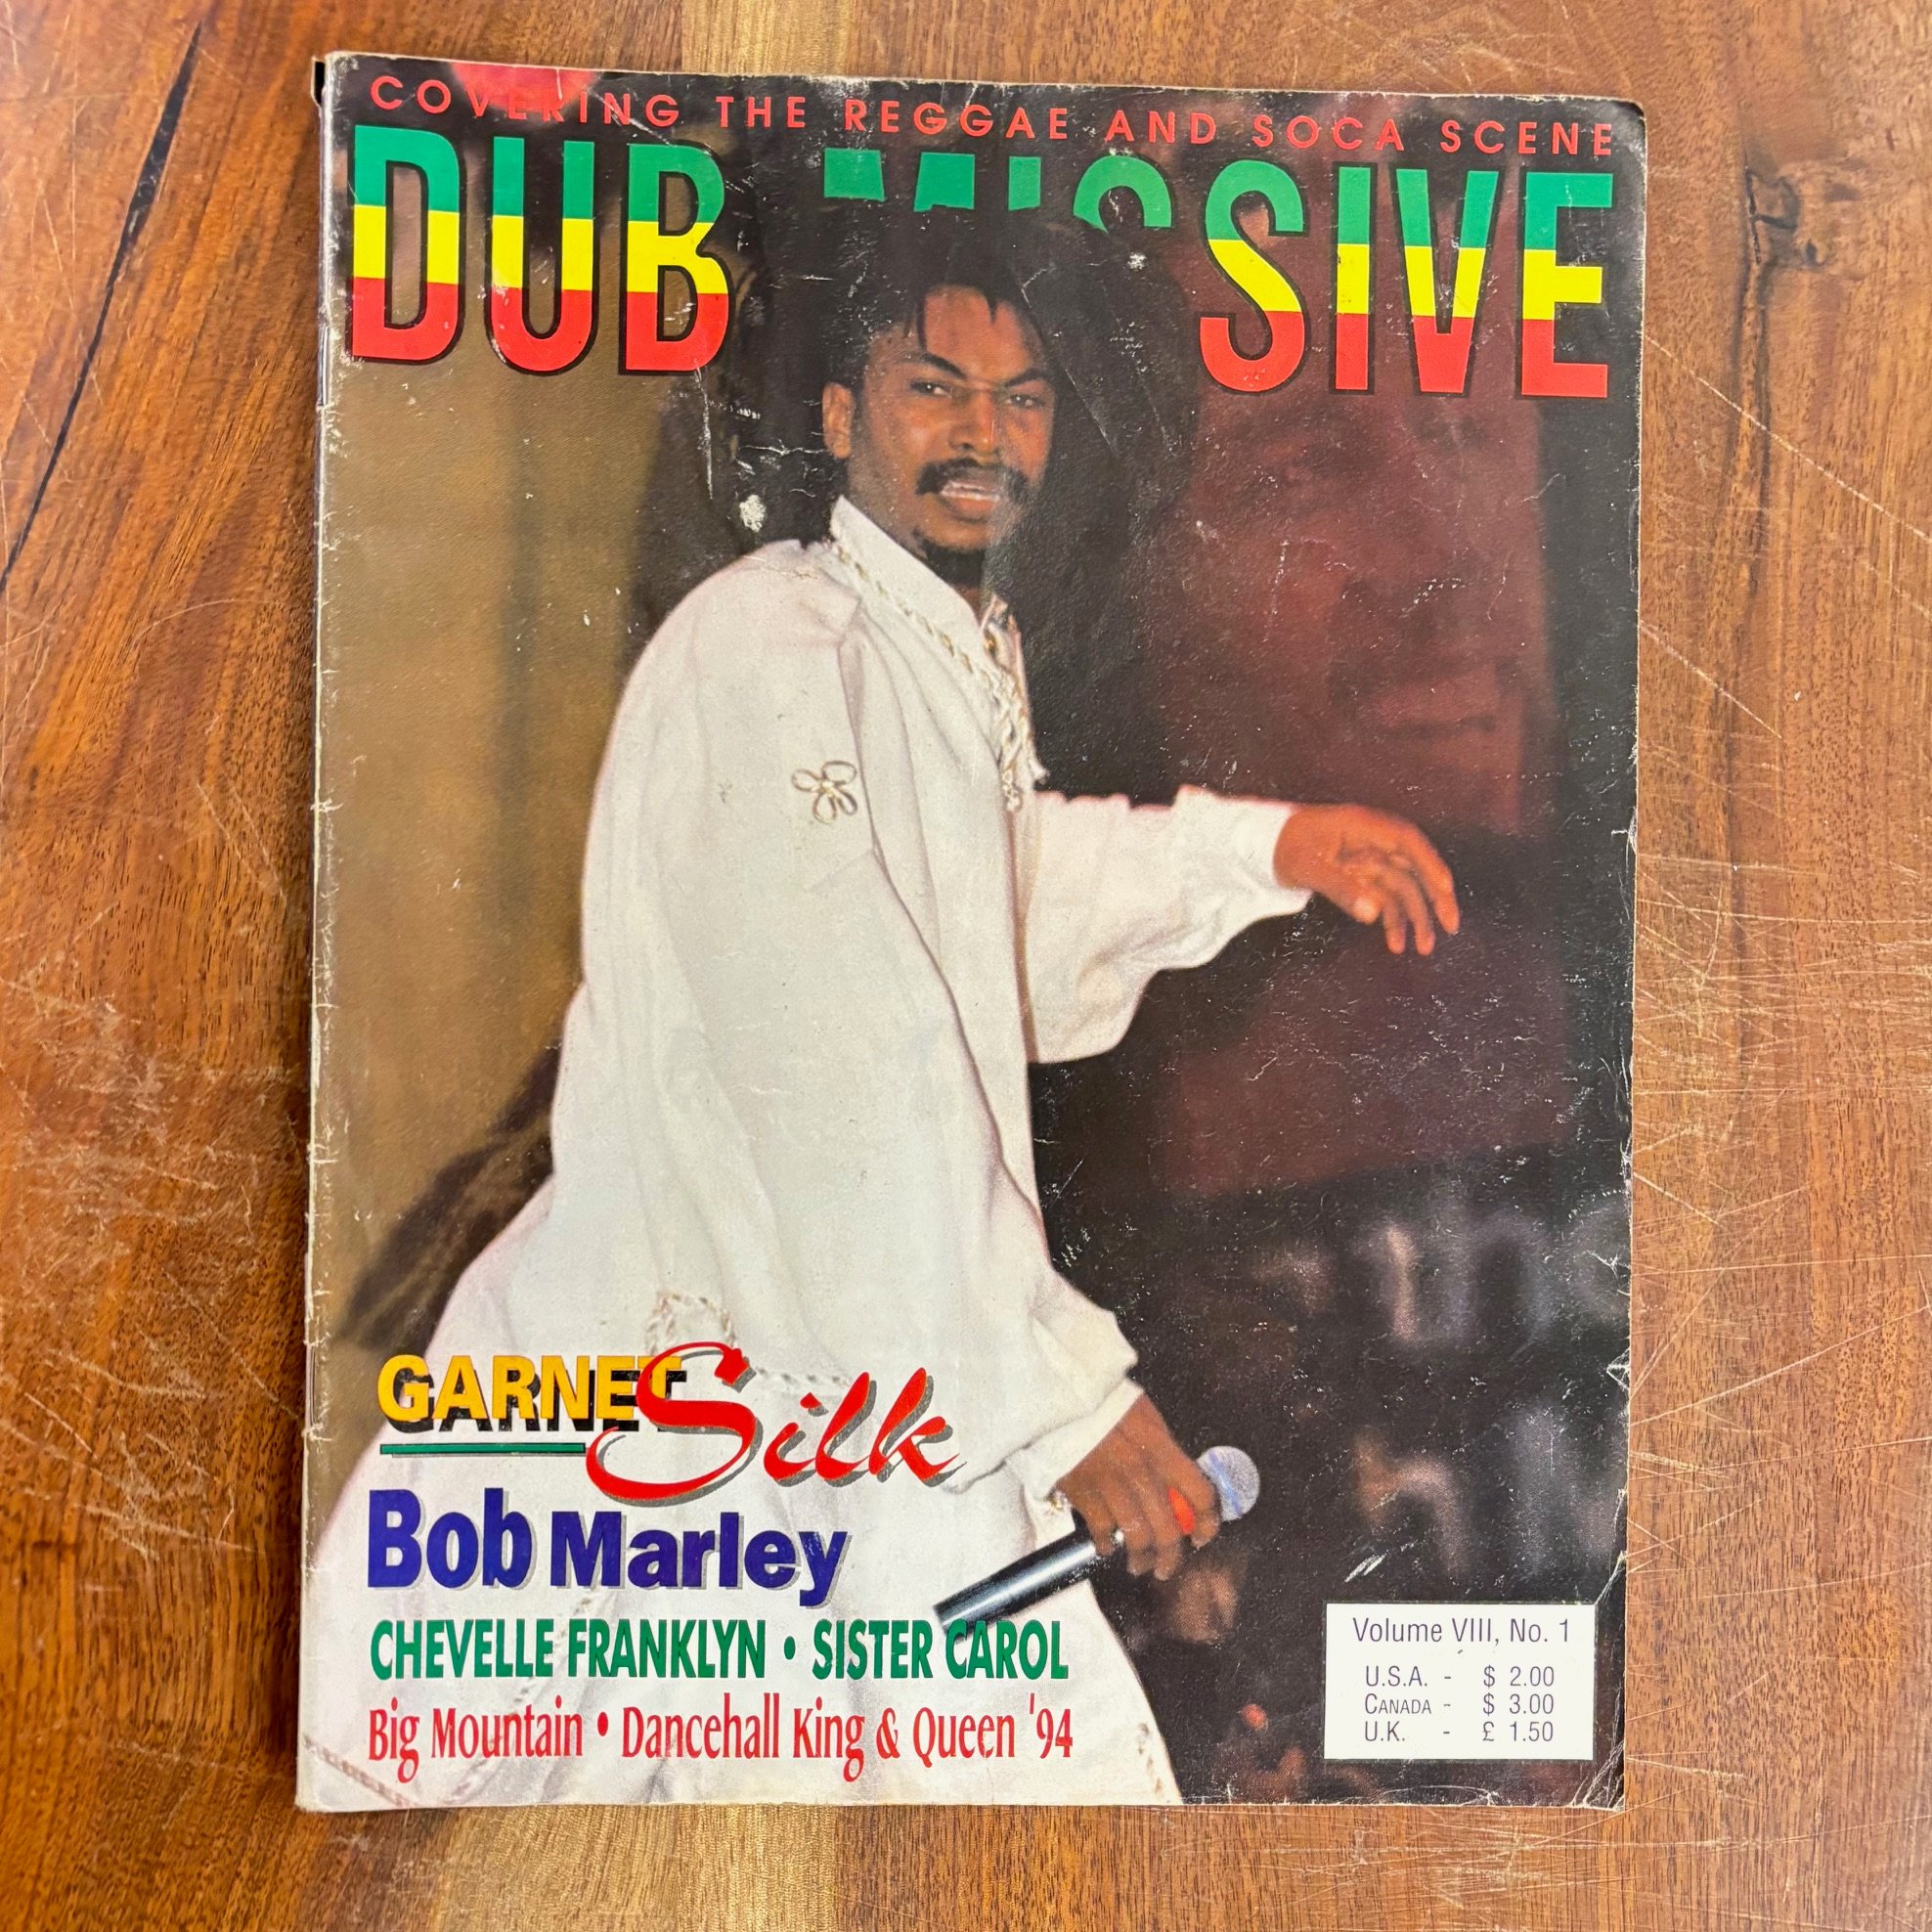 COVERING THE REGGAE AND SOCA SCENE
DUB MISSIVE
GARNET Silk
Bob Marley
CHEVELLE FRANKLYN • SISTER CAROL
Big Mountain • Dancehall King & Queen '94
Volume VIII, No. 1
U.S.A. - $ 2.00
CANADA - $ 3.00
U.K. - £ 1.50